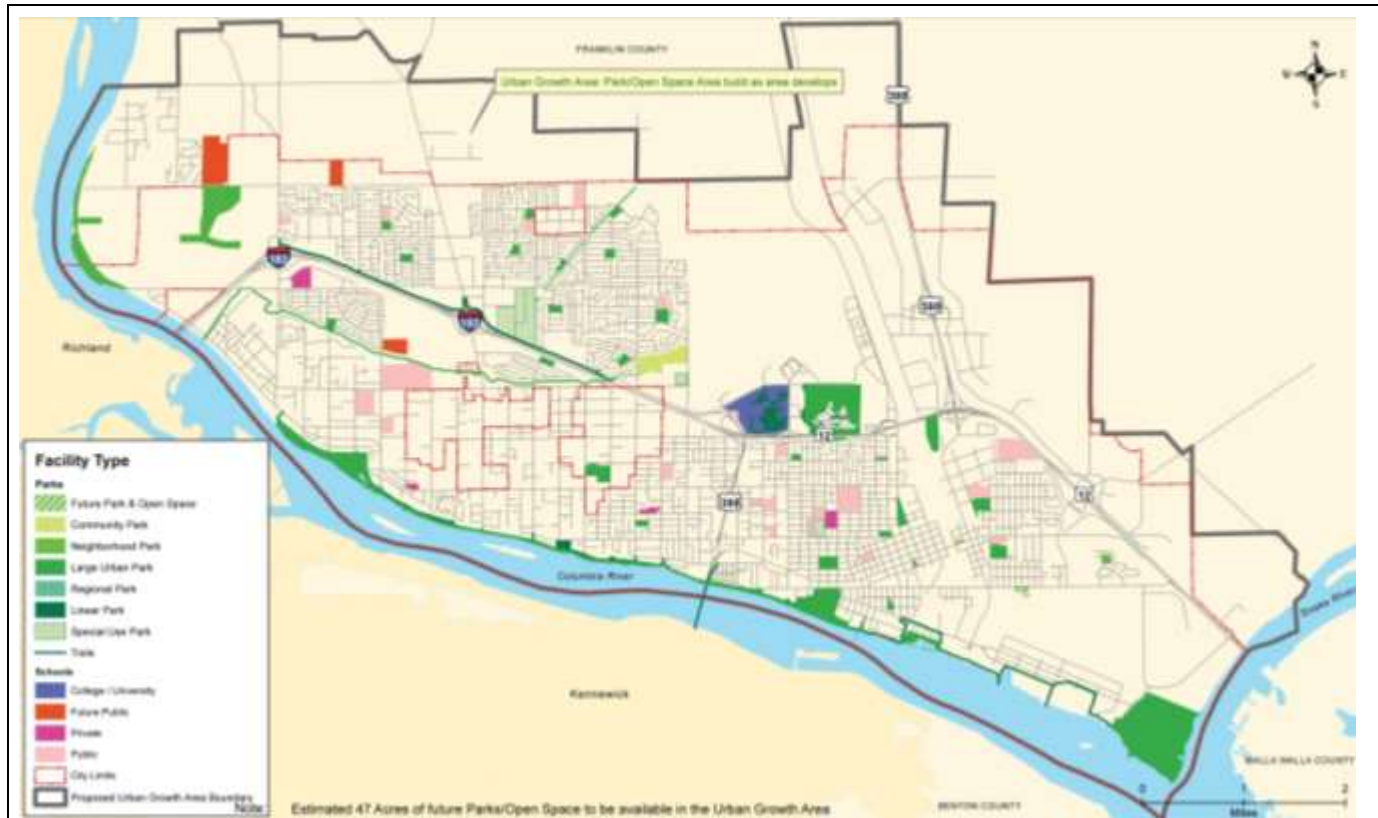 FRANKLIN COUNTY
N
W E
S
Urban Growth Area: Park/Open Space Area build as area develops
395
182
395
182
Richland
12
395
12
Facility Type
Parks
Future Park & Open Space
Community Park
Neighborhood Park
Large Urban Park
Regional Park
Linear Park
Special Use Park
Trails
Schools
College / University
Future Public
Private
Public
City Limits
Proposed Urban Growth Area Boundary
Columbia River
Snake River
Kennewick
WALLA WALLA COUNTY
BENTON COUNTY
0 1 2
Miles
Note:
Estimated 47 Acres of future Parks/Open Space to be available in the Urban Growth Area